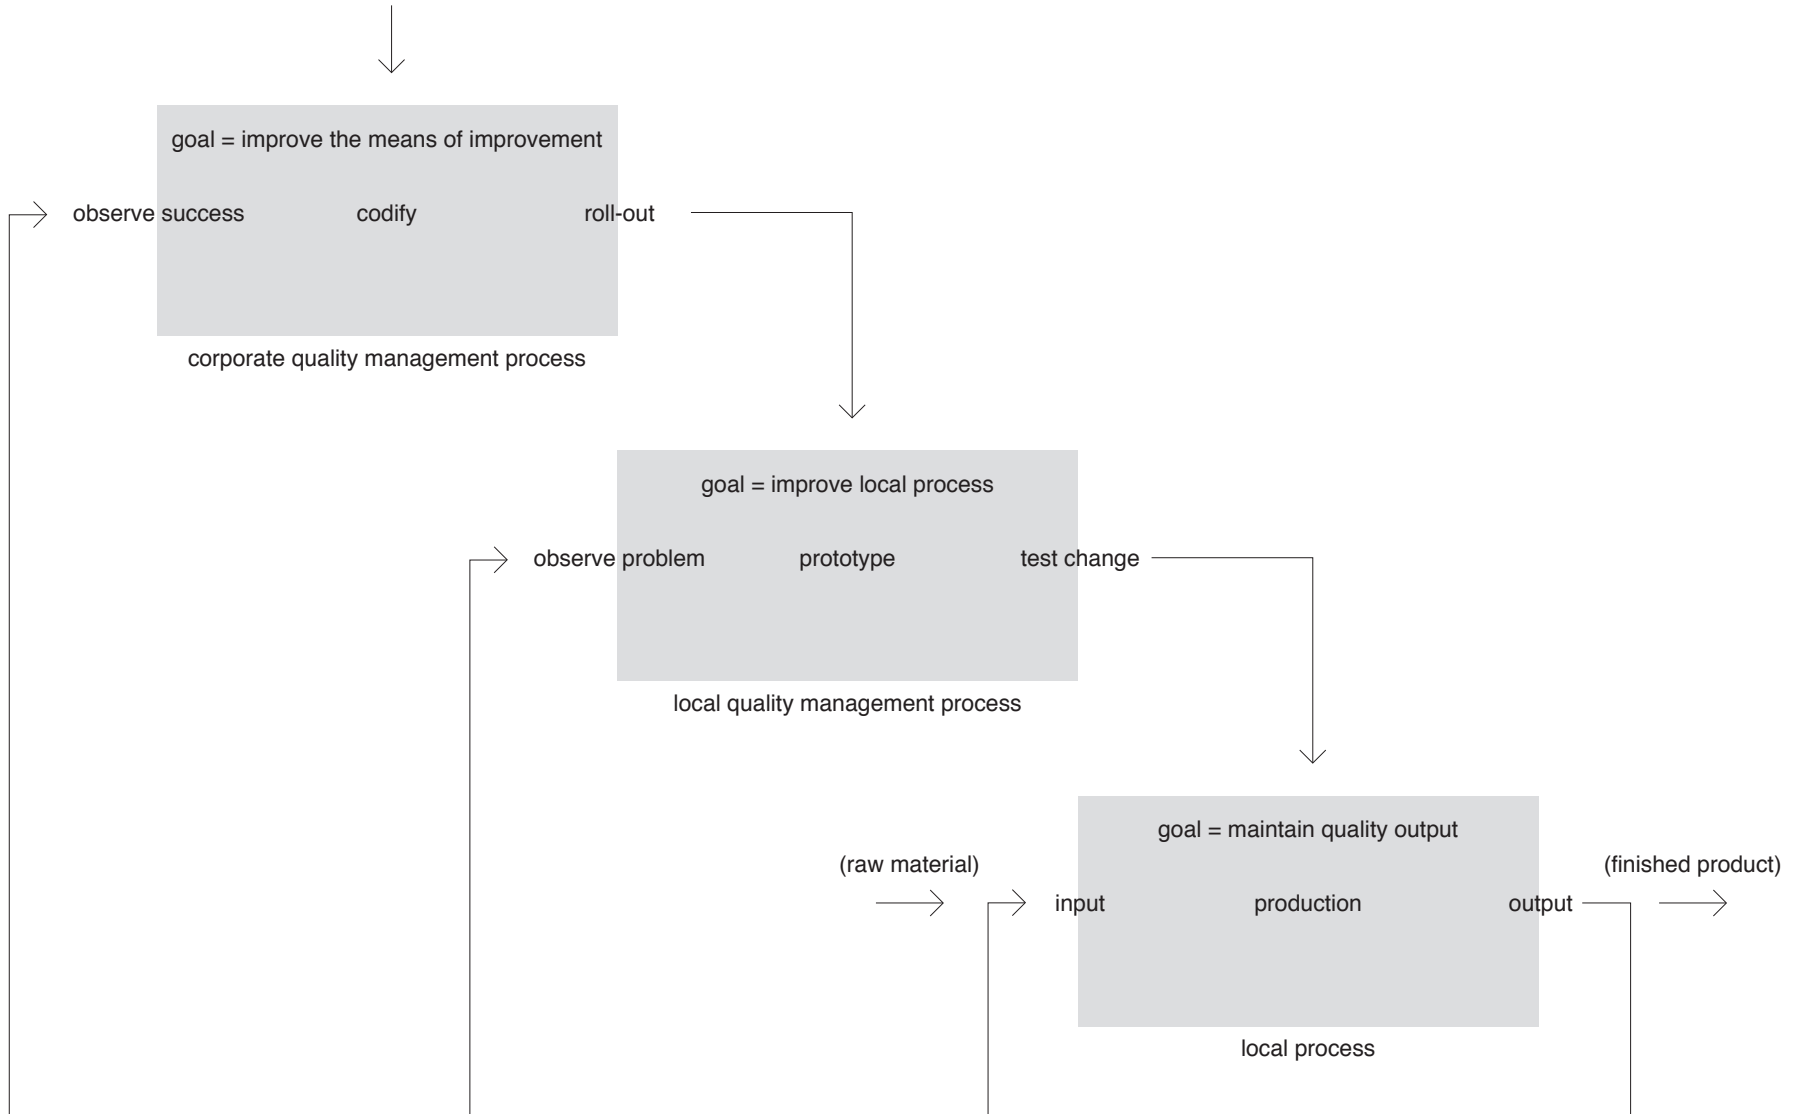 goal = improve the means of improvement
observe success codify roll-out
corporate quality management process
goal = improve local process
observe problem prototype test change
local quality management process
goal = maintain quality output
(raw material) (finished product)
input production output
local process